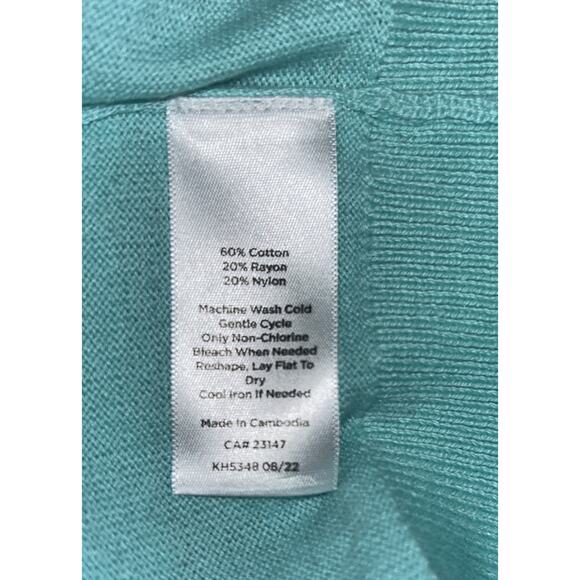 60% Cotton
20% Rayon
20% Nylon
Machine Wash Cold
Gentle Cycle
Only Non-Chlorine
Bleach When Needed
Reshape, Lay Flat To
Dry
Cool Iron If Needed
Made In Cambodia
CA# 23147
KH5348 08/22